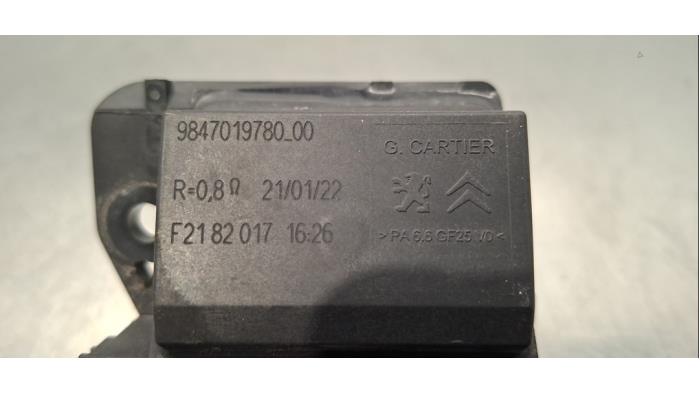 9847019780_00
G. CARTIER
R=0,8 Ω 21/01/22
F21 82 017 16:26
>PA 6.6 GF25 V0<